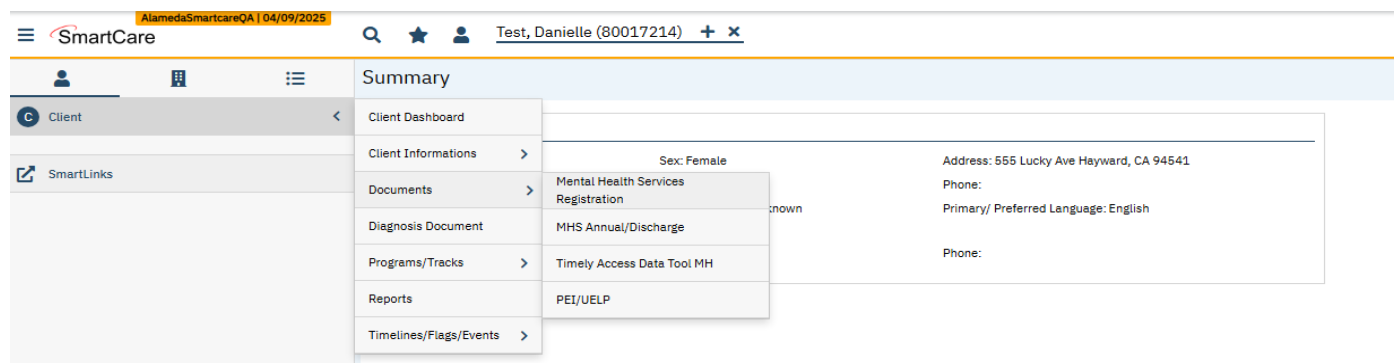 AlamedaSmartcareQA | 04/09/2025
SmartCare
Test, Danielle (80017214)
Summary
C Client
SmartLinks
Client Dashboard
Client Informations
Documents
Diagnosis Document
Programs/Tracks
Reports
Timelines/Flags/Events
Mental Health Services
Registration
MHS Annual/Discharge
Timely Access Data Tool MH
PEI/UELP
Sex: Female
Address: 555 Lucky Ave Hayward, CA 94541
Phone:
Primary/ Preferred Language: English
Phone: